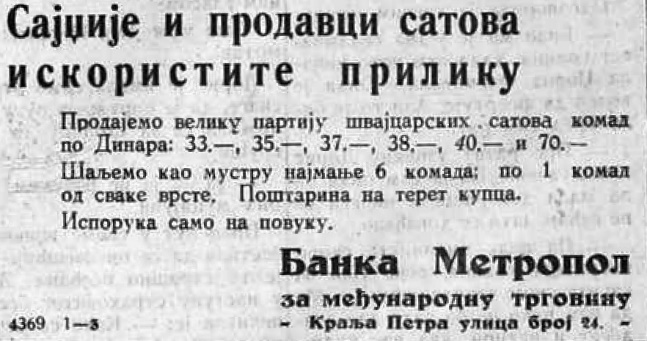 Сајџије и продавци сатова
искористите прилику
Продајемо велику партију швајцарских сатова комад
по Динара: 33.—, 35.—, 37.—, 38.—, 40.— и 70.—
Шаљемо као мустру најмање 6 комада; по 1 комал
од сваке врсте. Поштарина на терет купца.
Испорука само на повуку.
Банка Метропол
за међународну трговину
4369 1—3 - Краља Петра улица број 24. -